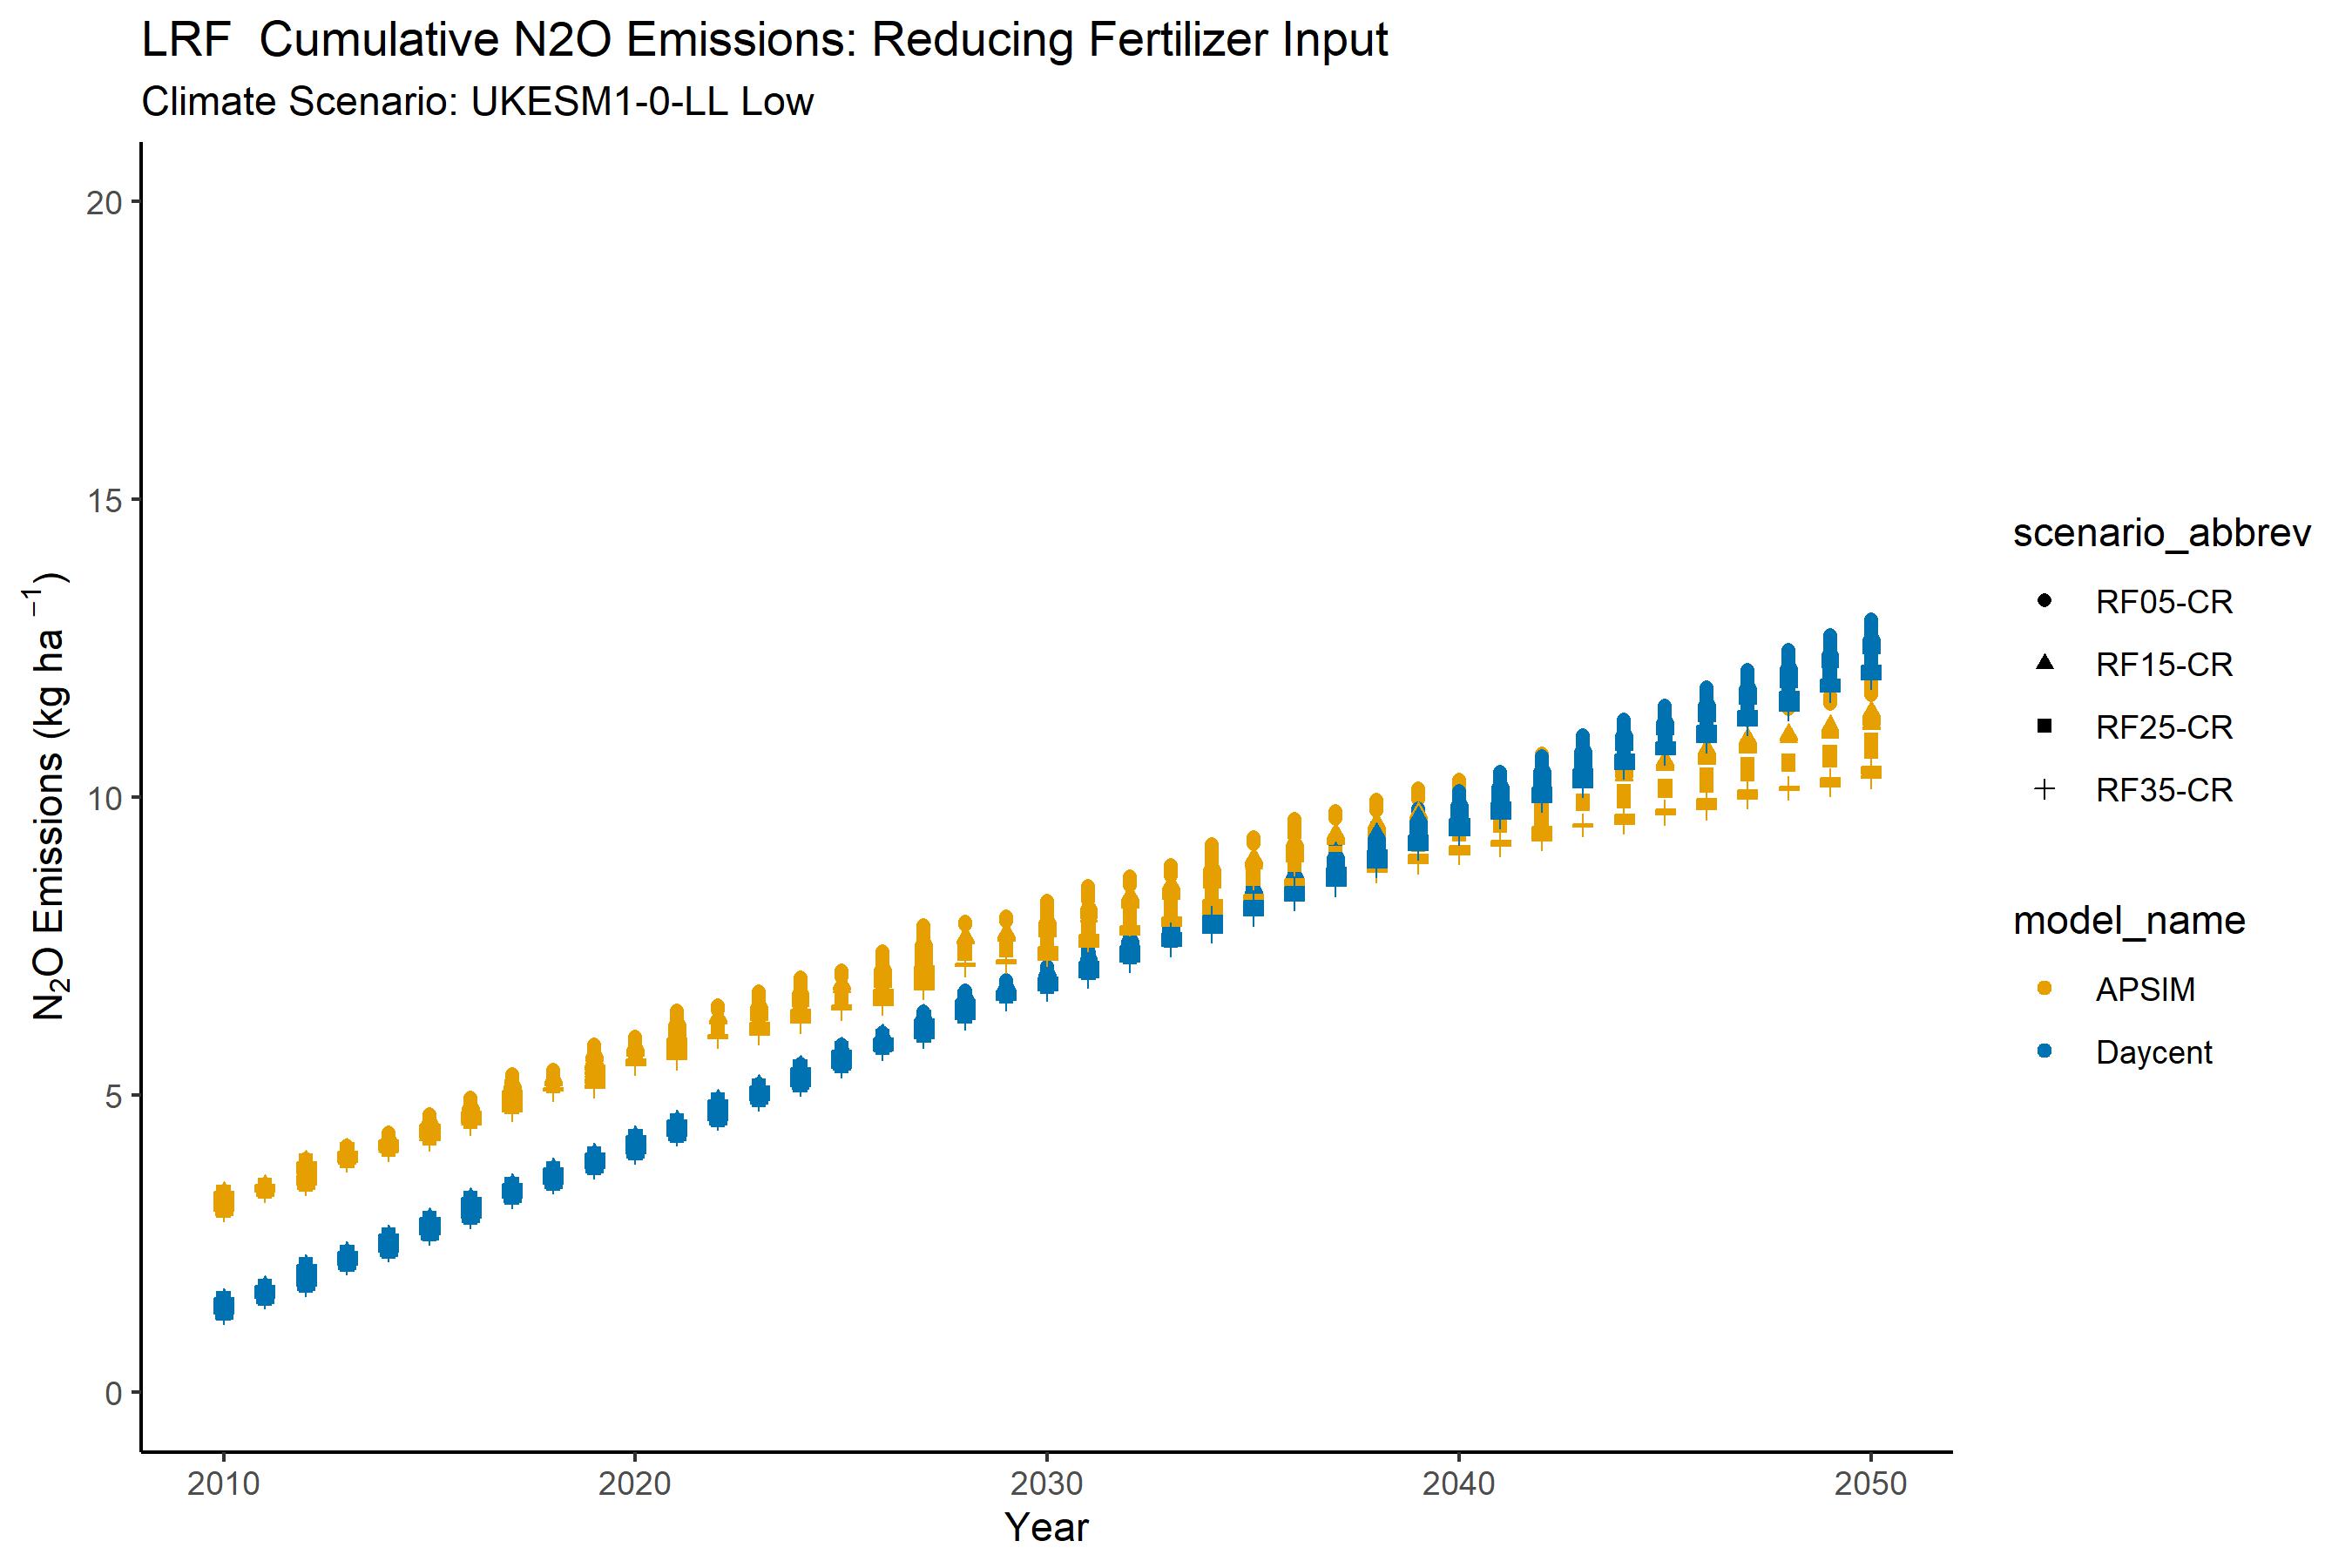 LRF  Cumulative N2O Emissions: Reducing Fertilizer Input
Climate Scenario: UKESM1-0-LL Low
N₂O Emissions (kg ha ⁻¹)
20
15
10
5
0
2010 2020 2030 2040 2050
Year
scenario_abbrev
RF05-CR
RF15-CR
RF25-CR
RF35-CR
model_name
APSIM
Daycent